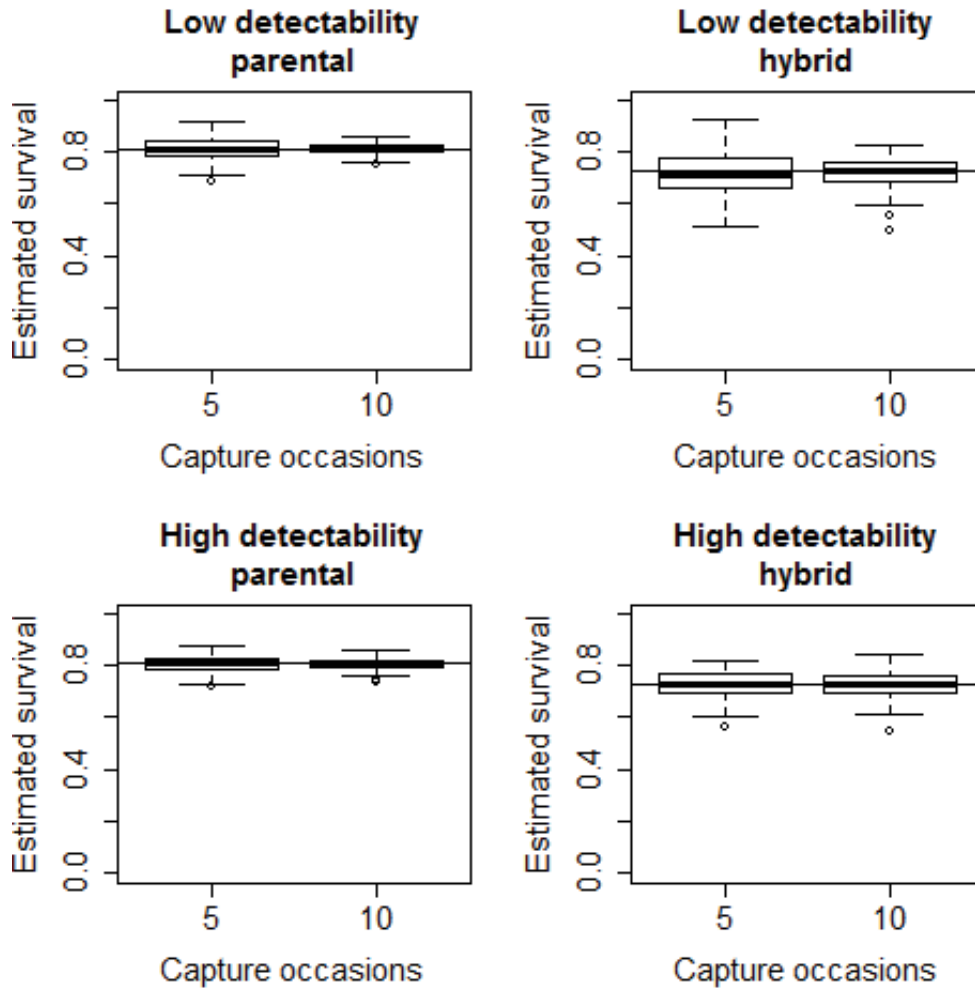 Low detectability
parental
Estimated survival
0.0 0.4 0.8
5 10
Capture occasions
Low detectability
hybrid
Estimated survival
0.0 0.4 0.8
5 10
Capture occasions
High detectability
parental
Estimated survival
0.0 0.4 0.8
5 10
Capture occasions
High detectability
hybrid
Estimated survival
0.0 0.4 0.8
5 10
Capture occasions